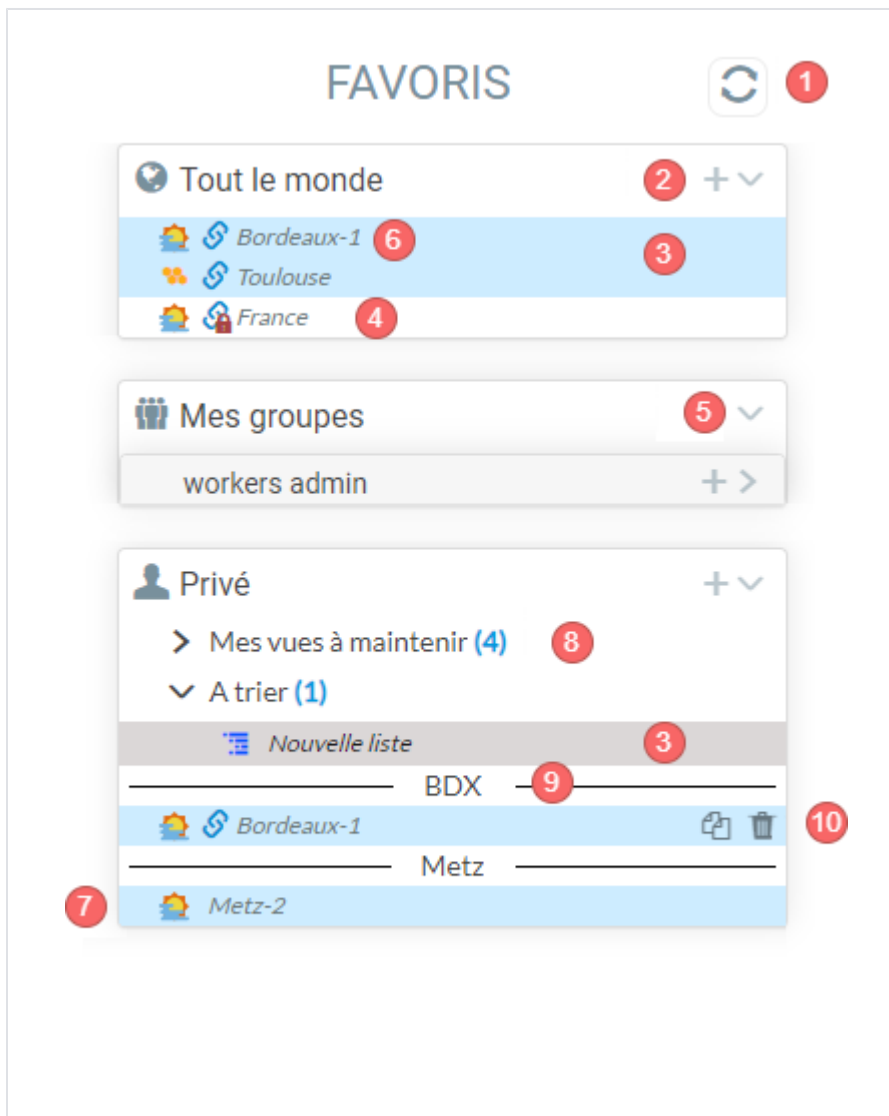 FAVORIS 1
Tout le monde 2
Bordeaux-1 6 3
Toulouse
France 4
Mes groupes 5
workers admin
Privé
Mes vues à maintenir (4) 8
A trier (1)
Nouvelle liste 3
BDX 9
Bordeaux-1 10
Metz
7 Metz-2